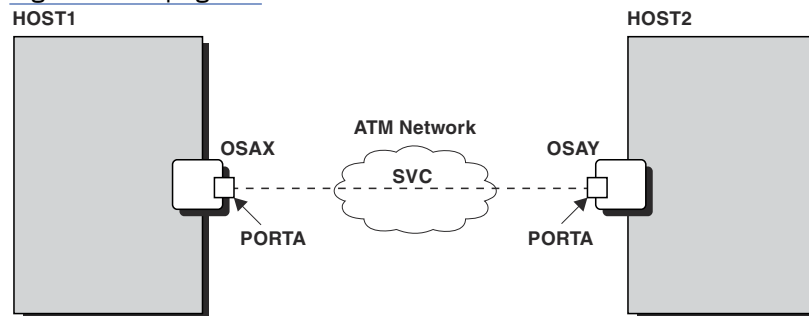 HOST1
HOST2
ATM Network
OSAX
OSAY
SVC
PORTA
PORTA